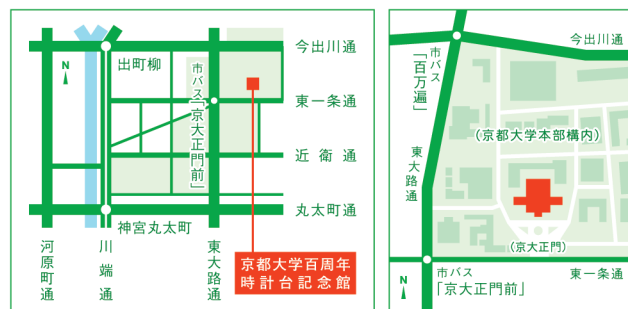 今出川通
出町柳
N
市バス「京大正門前」
東一条通
近衛通
丸太町通
神宮丸太町
河原町通
川端通
東大路通
京都大学百周年
時計台記念館
今出川通
市バス
「百万遍」
(京都大学本部構内)
東大路通
(京大正門)
N
市バス
「京大正門前」
東一条通